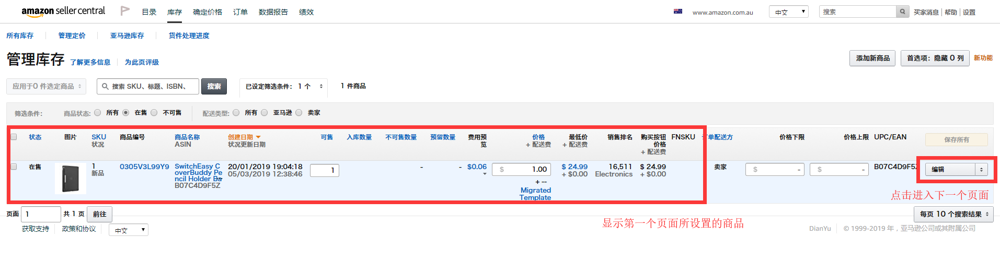 amazon seller central 目录 库存 确定价格 订单 数据报告 绩效 www.amazon.com.au 中文 搜索 买家消息 | 帮助 | 设置
所有库存 管理定价 亚马逊库存 货件处理进度
管理库存 了解更多信息 为此页评级 添加新商品 首选项：隐藏 0 列 新功能
应用于0 件选定商品 搜索 SKU、标题、ISBN、 搜索 已设定筛选条件： 1 个 1 件商品
筛选条件： 商品状态: 所有 在售 不可售 配送类型: 所有 亚马逊 卖家
状态 图片 SKU 商品编号 商品名称 创建日期 可售 入库数量 不可售数量 预留数量 费用预 价格 最低价 销售排名 购买按钮 FNSKU 订单配送方 价格下限 价格上限 UPC/EAN 保存所有
状况 ASIN 状况更新日期 览 + 配送费 + 配送费 价格
+ 配送费
在售 1 0305V3L99Y9 SwitchEasy C 20/01/2019 19:04:18 1 - - $0.06 $ 1.00 $ 24.99 16,511 $ 24.99 卖家 $ - $ - B07C4D9F5Z 编辑
新品 overBuddy Pe 05/03/2019 12:38:46 + $0.00 Electronics + $0.00
ncil Holder Ba
B07C4D9F5Z + --
Migrated
Template
点击进入下一个页面
页面 1 共 1 页 前往 每页 10 个搜索结果
显示第一个页面所设置的商品
获取支持 政策和协议 中文 DianYu © 1999-2019 年，亚马逊公司或其附属公司